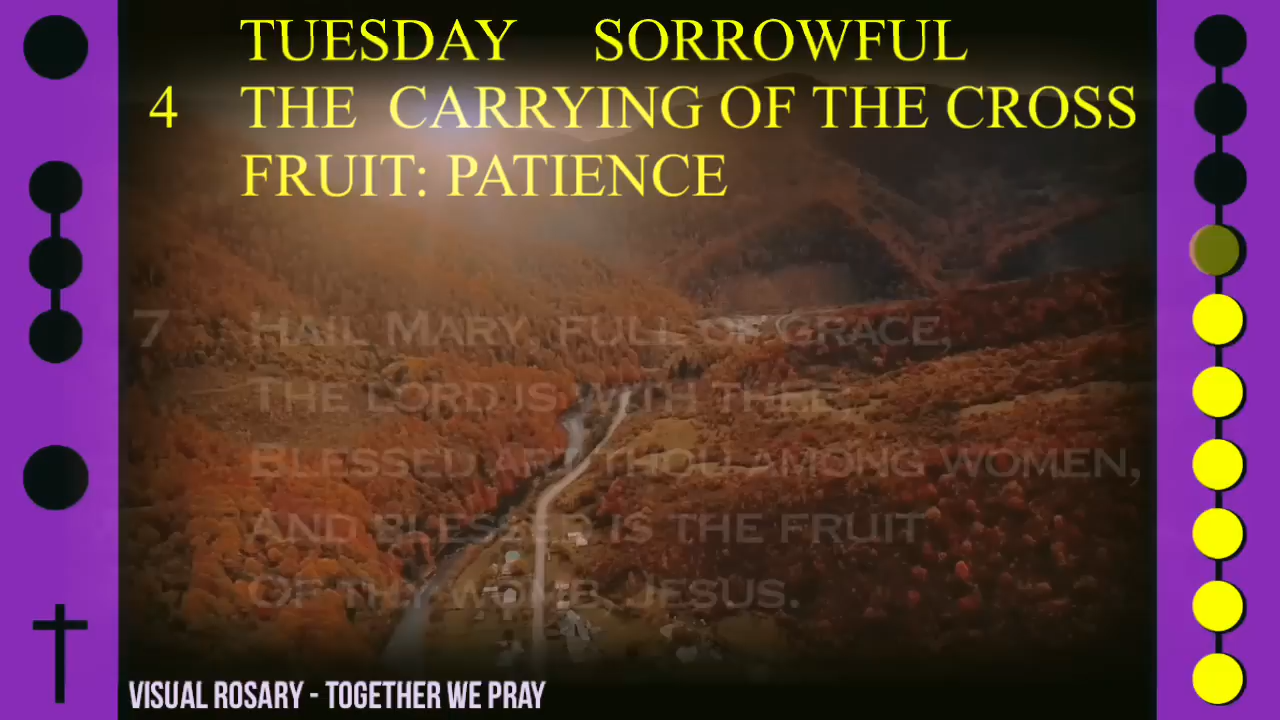 TUESDAY SORROWFUL
4 THE CARRYING OF THE CROSS
FRUIT: PATIENCE
7 HAIL MARY, FULL OF GRACE,
THE LORD IS WITH THEE;
BLESSED ART THOU AMONG WOMEN,
AND BLESSED IS THE FRUIT
OF THY WOMB, JESUS.
VISUAL ROSARY - TOGETHER WE PRAY